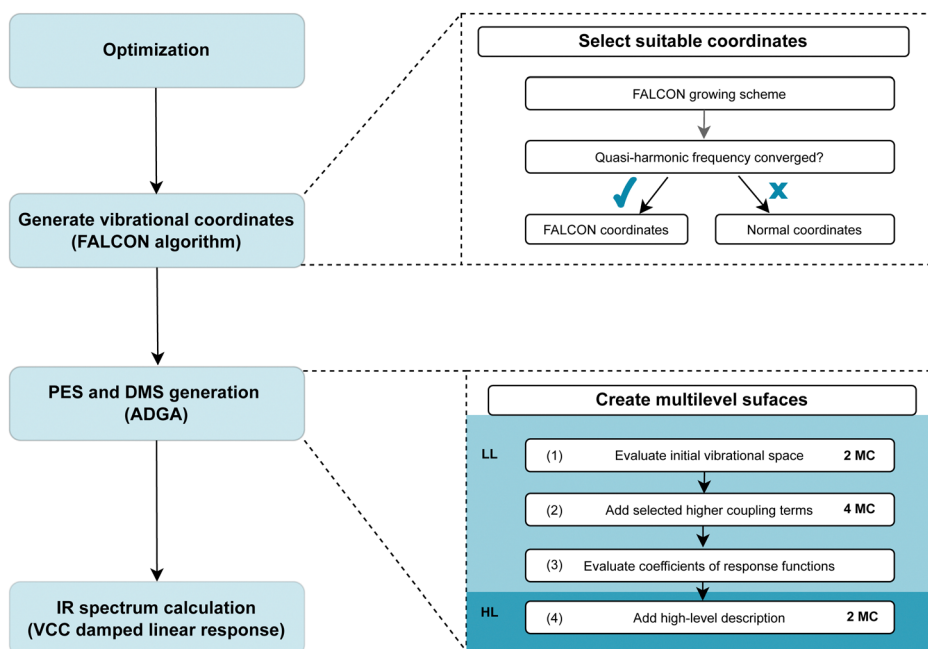 Optimization
Generate vibrational coordinates
(FALCON algorithm)
PES and DMS generation
(ADGA)
IR spectrum calculation
(VCC damped linear response)
Select suitable coordinates
FALCON growing scheme
Quasi-harmonic frequency converged?
FALCON coordinates
Normal coordinates
Create multilevel sufaces
LL
(1) Evaluate initial vibrational space 2 MC
(2) Add selected higher coupling terms 4 MC
(3) Evaluate coefficients of response functions
HL
(4) Add high-level description 2 MC